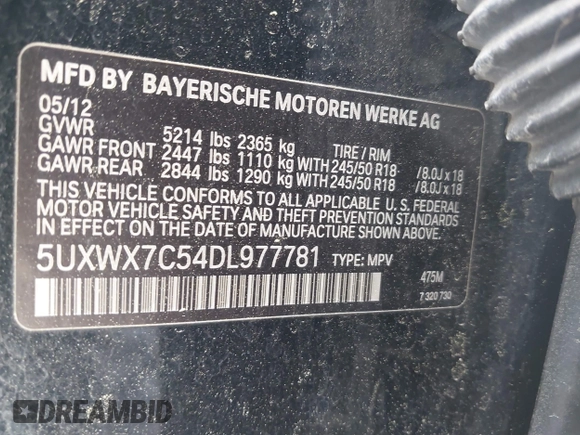 MFD BY BAYERISCHE MOTOREN WERKE AG
05/12
GVWR 5214 lbs 2365 kg TIRE / RIM
GAWR FRONT 2447 lbs 1110 kg WITH 245/50 R18 /8.0J x 18
GAWR.REAR 2844 lbs 1290 kg WITH 245/50 R18 /8.0J x 18
THIS VEHICLE CONFORMS TO ALL APPLICABLE U.S. FEDERAL
MOTOR VEHICLE SAFETY AND THEFT PREVENTION STANDARDS
IN EFFECT ON THE DATE OF MANUFACTURE SHOWN ABOVE.
5UXWX7C54DL977781 TYPE: MPV
475M
7 320 730
DREAMBID